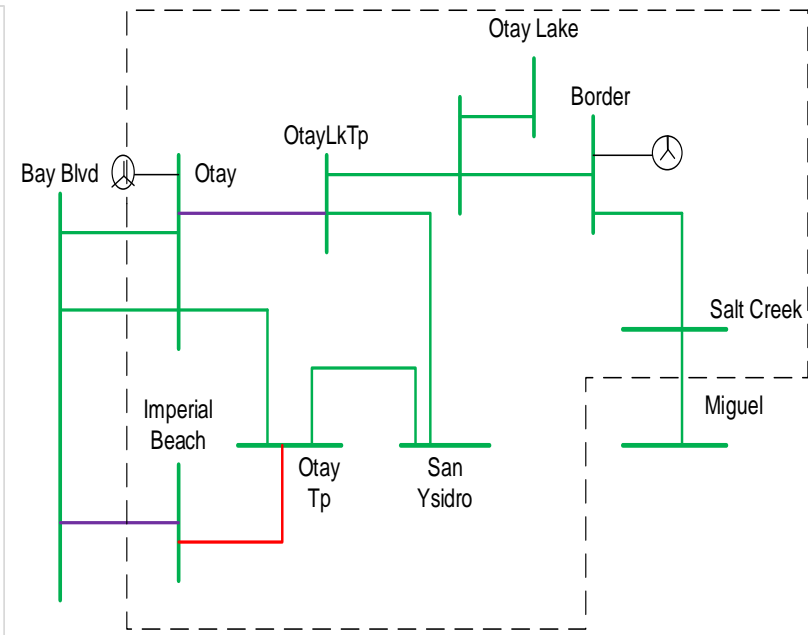 Otay Lake
Border
OtayLkTp
Bay Blvd
Otay
Salt Creek
Miguel
Imperial
Beach
Otay
Tp
San
Ysidro